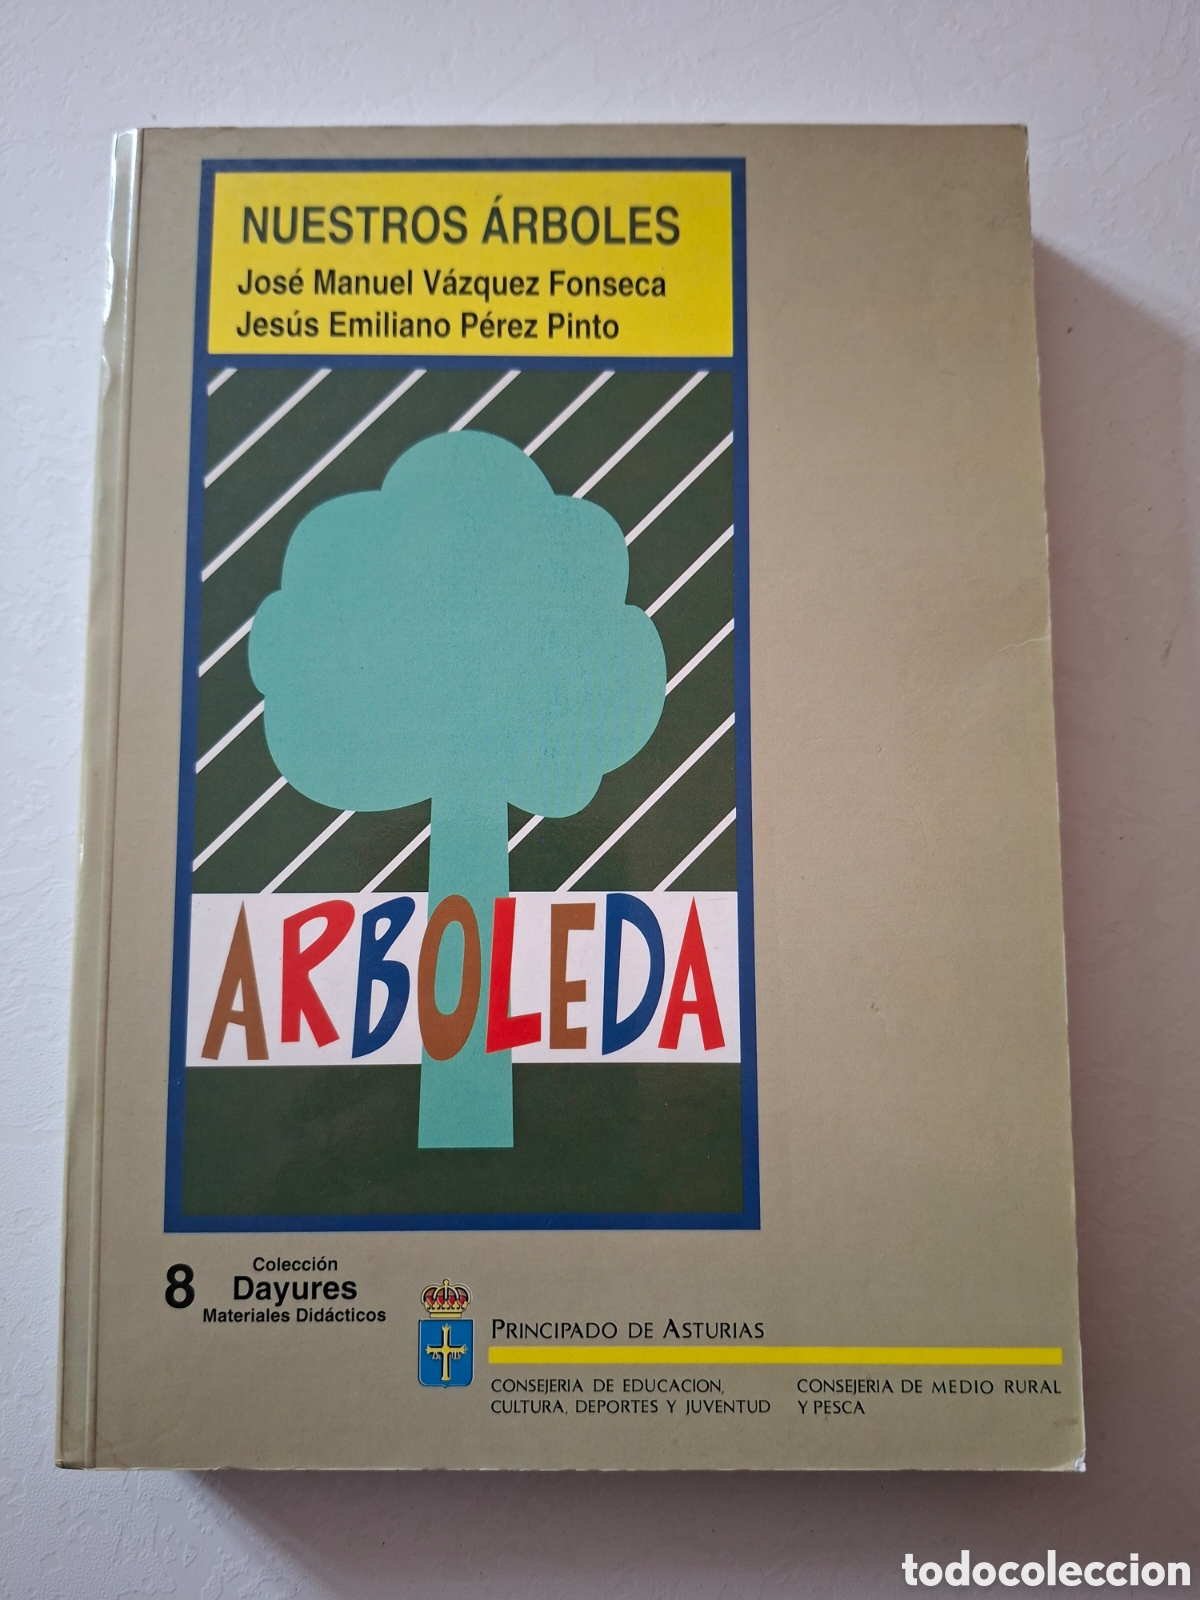 NUESTROS ÁRBOLES
José Manuel Vázquez Fonseca
Jesús Emiliano Pérez Pinto
ARBOLEDA
8
Colección
Dayures
Materiales Didácticos
PRINCIPADO DE ASTURIAS
CONSEJERIA DE EDUCACION,
CULTURA, DEPORTES Y JUVENTUD
CONSEJERIA DE MEDIO RURAL
Y PESCA
todocoleccion